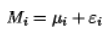 M_i = μ_i + ε_i